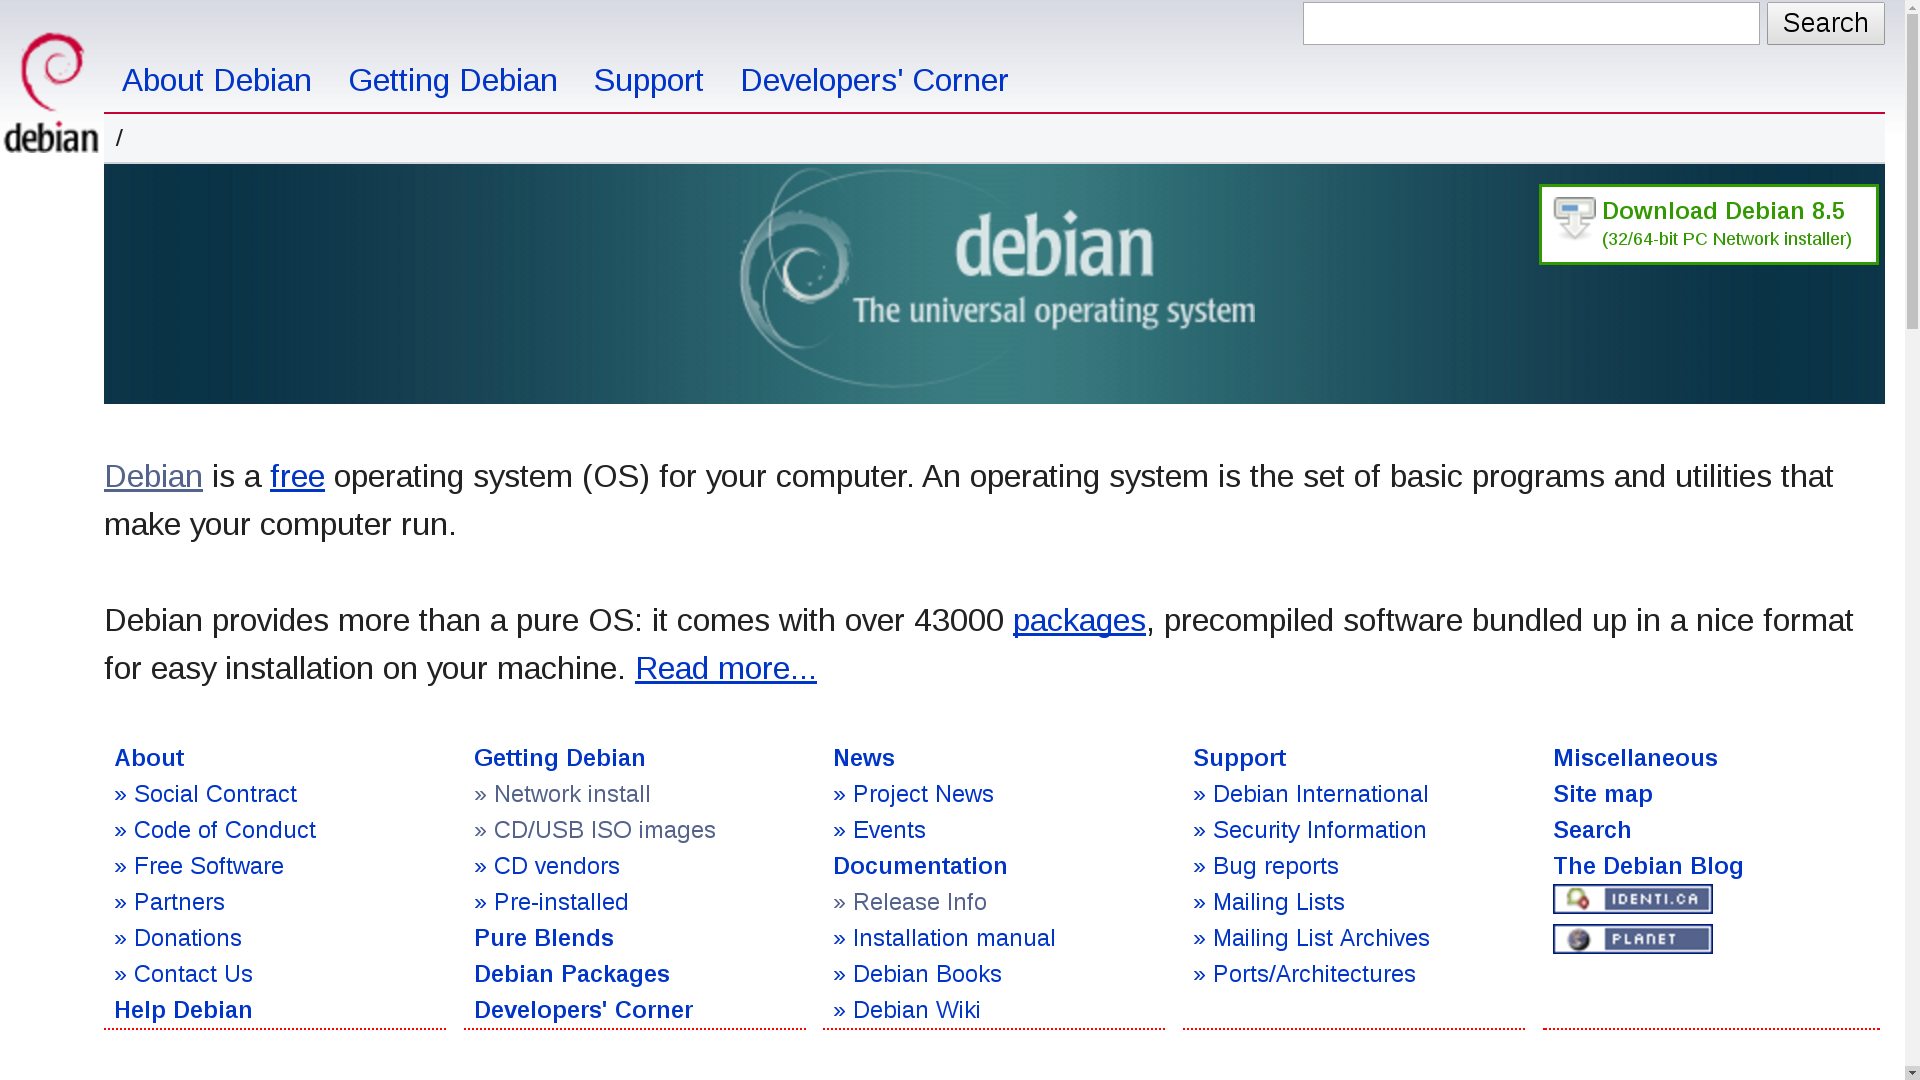 Search
debian
About Debian Getting Debian Support Developers' Corner
/
debian
The universal operating system
Download Debian 8.5
(32/64-bit PC Network installer)
Debian is a free operating system (OS) for your computer. An operating system is the set of basic programs and utilities that
make your computer run.
Debian provides more than a pure OS: it comes with over 43000 packages, precompiled software bundled up in a nice format
for easy installation on your machine. Read more...
About
» Social Contract
» Code of Conduct
» Free Software
» Partners
» Donations
» Contact Us
Help Debian
Getting Debian
» Network install
» CD/USB ISO images
» CD vendors
» Pre-installed
Pure Blends
Debian Packages
Developers' Corner
News
» Project News
» Events
Documentation
» Release Info
» Installation manual
» Debian Books
» Debian Wiki
Support
» Debian International
» Security Information
» Bug reports
» Mailing Lists
» Mailing List Archives
» Ports/Architectures
Miscellaneous
Site map
Search
The Debian Blog
IDENTI.CA
PLANET